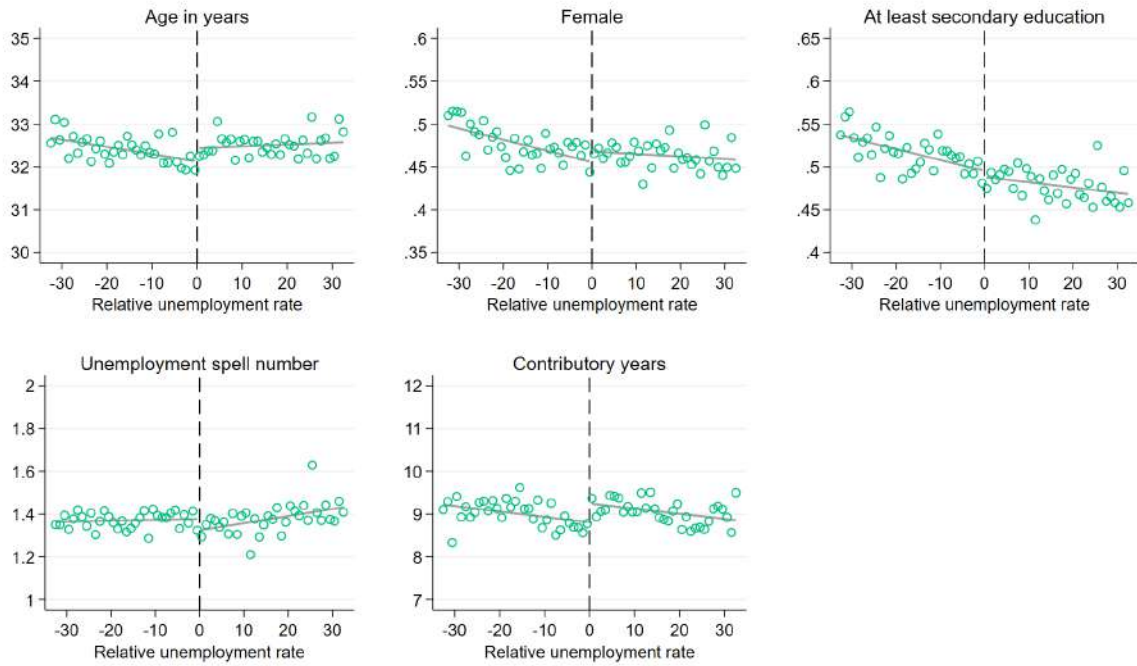 Age in years
35
34
33
32
31
30
-30 -20 -10 0 10 20 30
Relative unemployment rate
Female
.6
.55
.5
.45
.4
.35
-30 -20 -10 0 10 20 30
Relative unemployment rate
At least secondary education
.65
.6
.55
.5
.45
.4
-30 -20 -10 0 10 20 30
Relative unemployment rate
Unemployment spell number
2
1.8
1.6
1.4
1.2
1
-30 -20 -10 0 10 20 30
Relative unemployment rate
Contributory years
12
11
10
9
8
7
-30 -20 -10 0 10 20 30
Relative unemployment rate